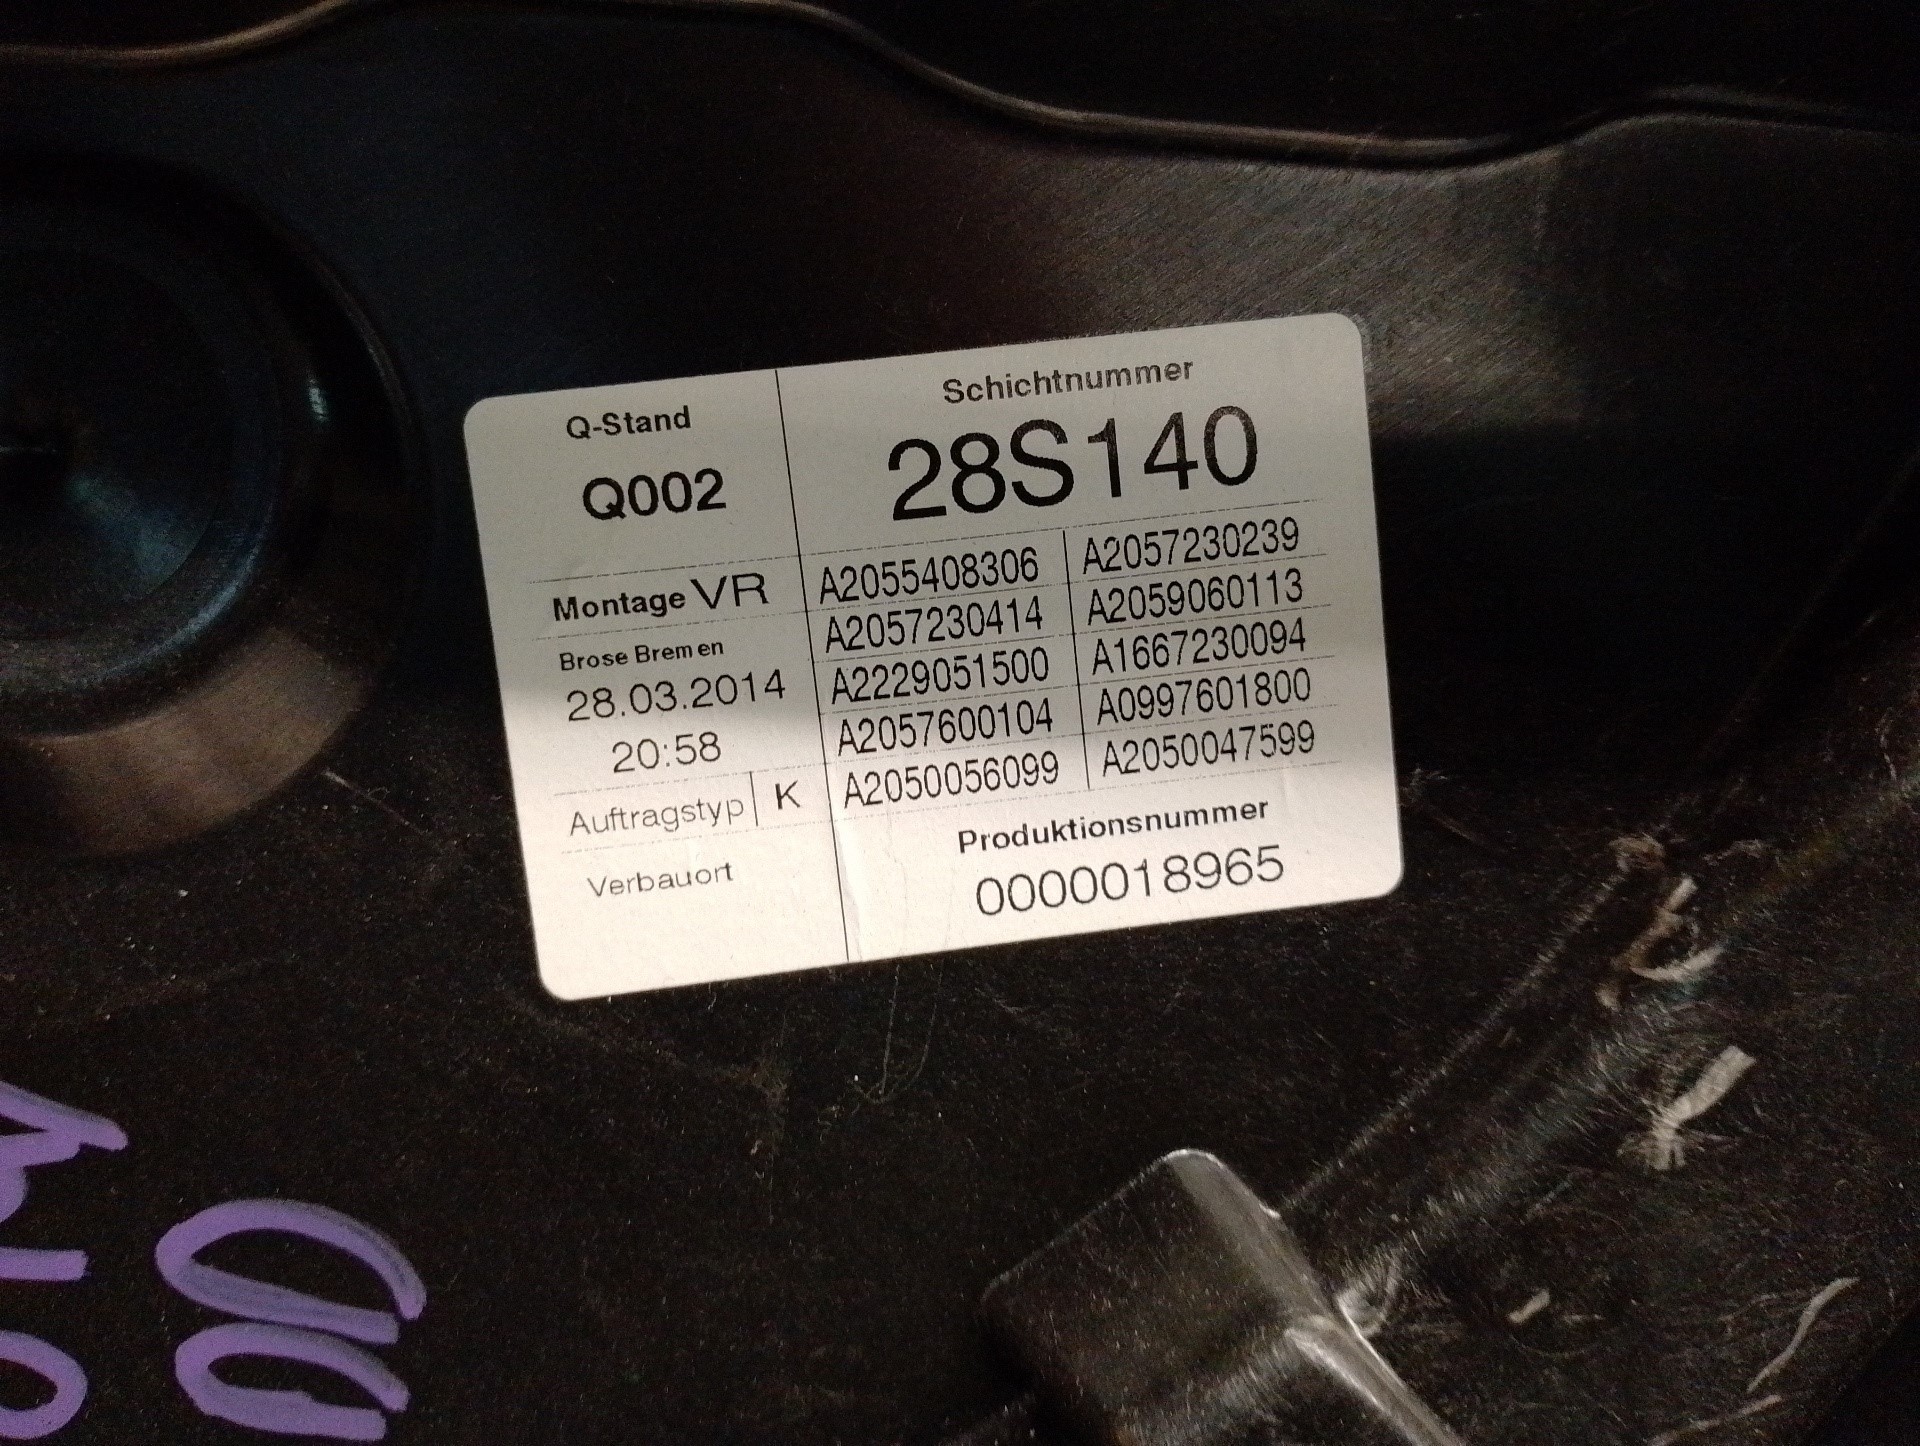 Q-Stand
Q002
Montage VR
Brose Bremen
28.03.2014
20:58
Auftragstyp K
Verbauort
Schichtnummer
28S140
A2055408306 A2057230239
A2057230414 A2059060113
A2229051500 A1667230094
A2057600104 A0997601800
A2050056099 A2050047599
Produktionsnummer
0000018965